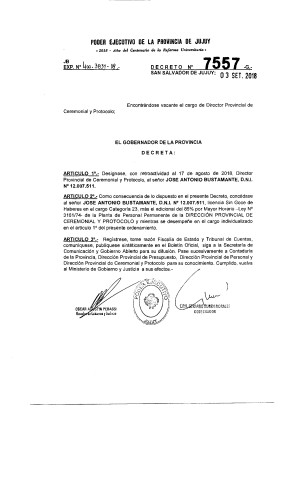 PODER EJECUTIVO DE LA PROVINCIA DE JUJUY
« 2018 - Año del Centenario de la Reforma Universitaria »
DECRETO Nº 7557 -G.-
EXP. Nº
SAN SALVADOR DE JUJUY, 03 SET. 2018
Encontrándose vacante el cargo de Director Provincial de
Ceremonial y Protocolo;
EL GOBERNADOR DE LA PROVINCIA
D E C R E T A :
ARTICULO 1º.- Desígnase, con retroactividad al 17 de agosto de 2018, Director
Provincial de Ceremonial y Protocolo, al señor JOSE ANTONIO BUSTAMANTE, D.N.I.
Nº 12.007.511.
ARTICULO 2º.- Como consecuencia de lo dispuesto en el presente Decreto, concédese
al señor JOSE ANTONIO BUSTAMANTE, D.N.I. Nº 12.007.511, licencia Sin Goce de
Haberes en el cargo Categoría 23, más el adicional del 85% por Mayor Horario -Ley Nº
3161/74- de la Planta de Personal Permanente de la DIRECCIÓN PROVINCIAL DE
CEREMONIAL Y PROTOCOLO y mientras se desempeñe en el cargo individualizado
en el artículo 1º del presente ordenamiento.
ARTICULO 3º.- Regístrese, tome razón Fiscalía de Estado y Tribunal de Cuentas,
comuníquese, publíquese sintéticamente en el Boletín Oficial, siga a la Secretaría de
Comunicación y Gobierno Abierto para su difusión. Pase sucesivamente a Contaduría
de la Provincia, Dirección Provincial de Presupuesto, Dirección Provincial de Personal y
Dirección Provincial de Ceremonial y Protocolo para su conocimiento. Cumplido, vuelva
al Ministerio de Gobierno y Justicia a sus efectos.-
PODER EJECUTIVO
JUJUY
OSCAR AGUSTIN PERASSI
C.P.N. GERARDO RUBEN MORALES
GOBERNADOR